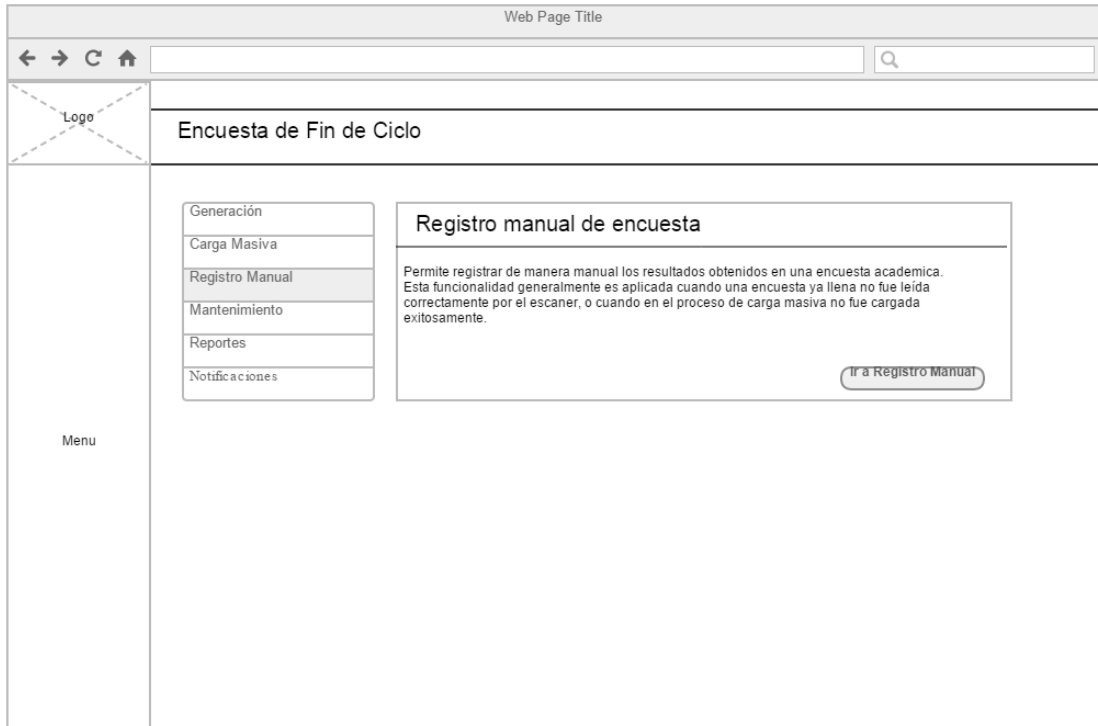 Web Page Title
Logo
Encuesta de Fin de Ciclo
Generación
Carga Masiva
Registro Manual
Mantenimiento
Reportes
Notificaciones
Registro manual de encuesta
Permite registrar de manera manual los resultados obtenidos en una encuesta academica.
Esta funcionalidad generalmente es aplicada cuando una encuesta ya llena no fue leída
correctamente por el escaner, o cuando en el proceso de carga masiva no fue cargada
exitosamente.
Ir a Registro Manual
Menu